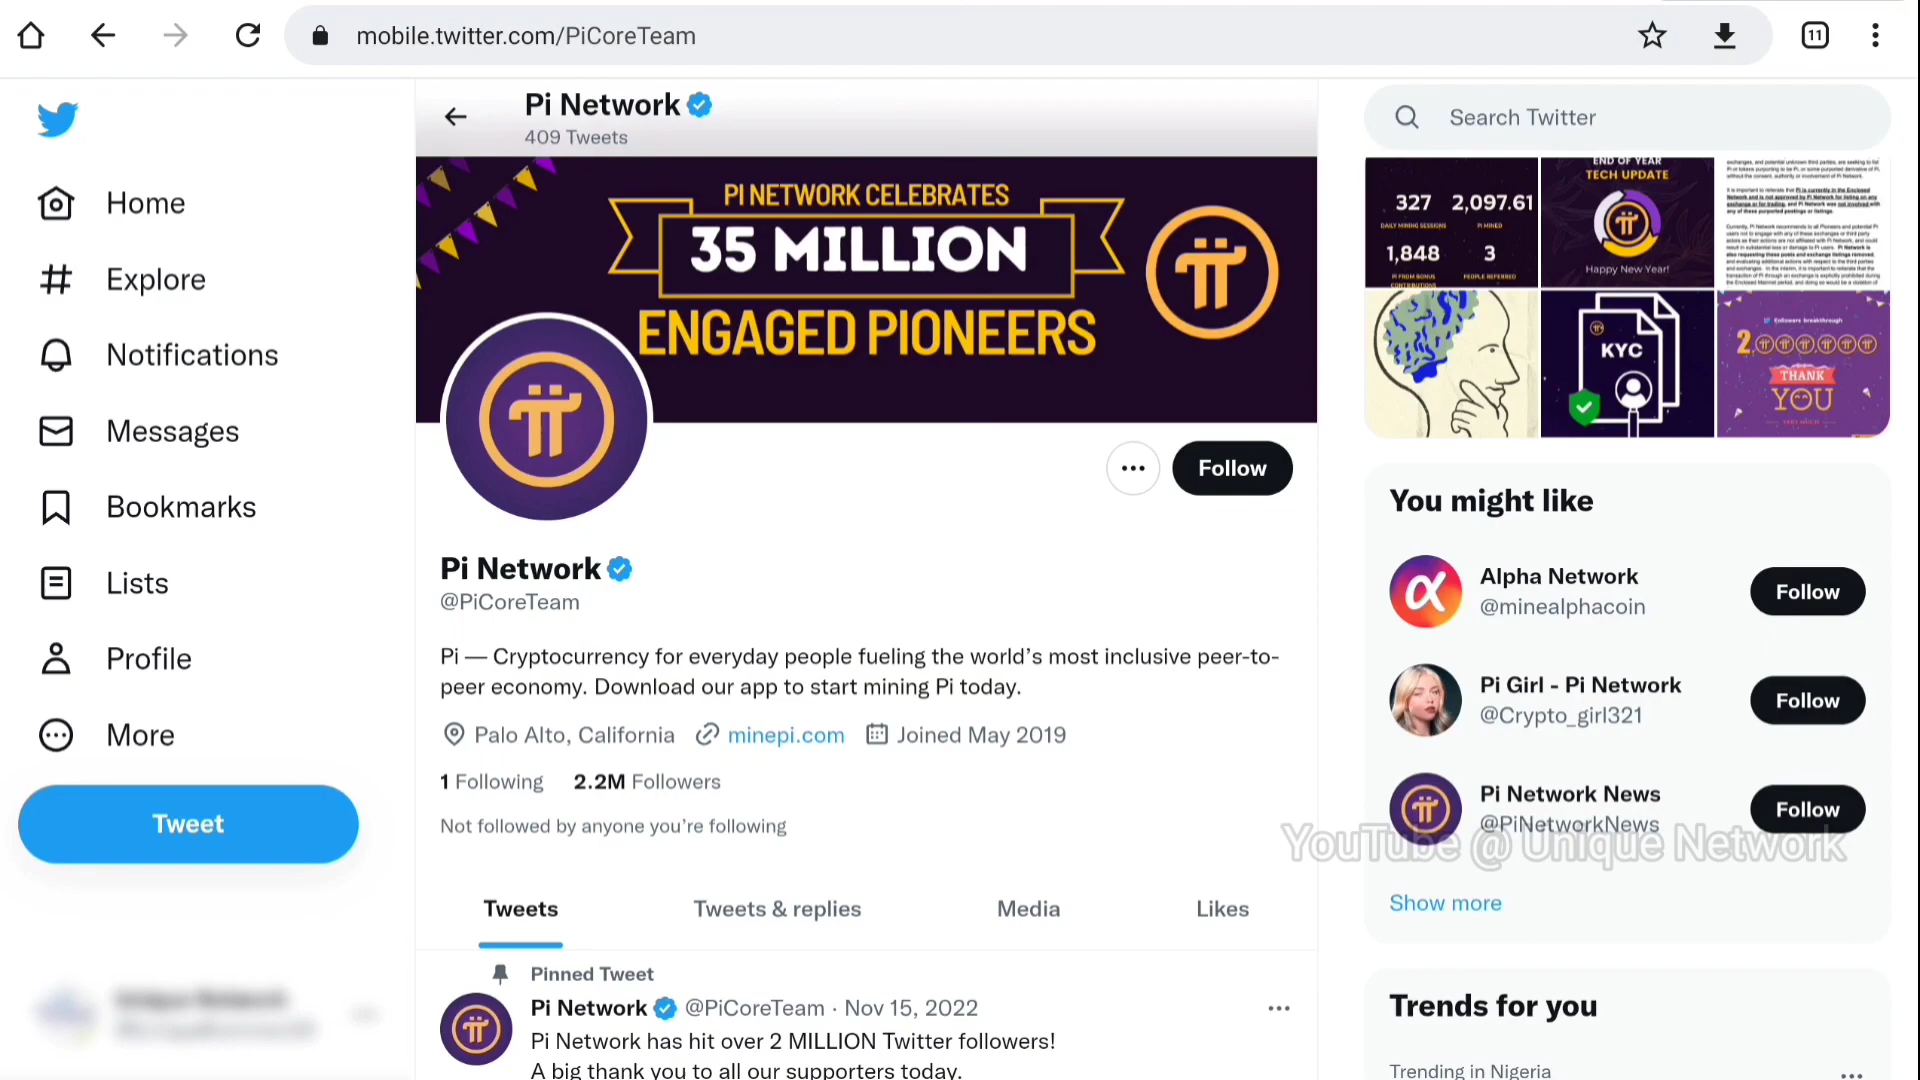 mobile.twitter.com/PiCoreTeam
11
Pi Network
409 Tweets
Search Twitter
Home
Explore
Notifications
Messages
Bookmarks
Lists
Profile
More
Tweet
PI NETWORK CELEBRATES
35 MILLION
ENGAGED PIONEERS
Follow
Pi Network
@PiCoreTeam
Pi — Cryptocurrency for everyday people fueling the world’s most inclusive peer-to-
peer economy. Download our app to start mining Pi today.
Palo Alto, California minepi.com Joined May 2019
1 Following 2.2M Followers
Not followed by anyone you’re following
Tweets Tweets & replies Media Likes
Pinned Tweet
Pi Network @PiCoreTeam · Nov 15, 2022
Pi Network has hit over 2 MILLION Twitter followers!
A big thank you to all our supporters today.
327 2,097.61
DAILY MINING SESSIONS PI MINED
1,848 3
PI FROM BONUS PEOPLE REFERRED
CONTRIBUTIONS
END OF YEAR
TECH UPDATE
Happy New Year!
KYC
Followers breakthrough
2
THANK
YOU
You might like
Alpha Network
@minealphacoin
Follow
Pi Girl - Pi Network
@Crypto_girl321
Follow
Pi Network News
@PiNetworkNews
Follow
YouTube @ Unique Network
Show more
Trends for you
Trending in Nigeria